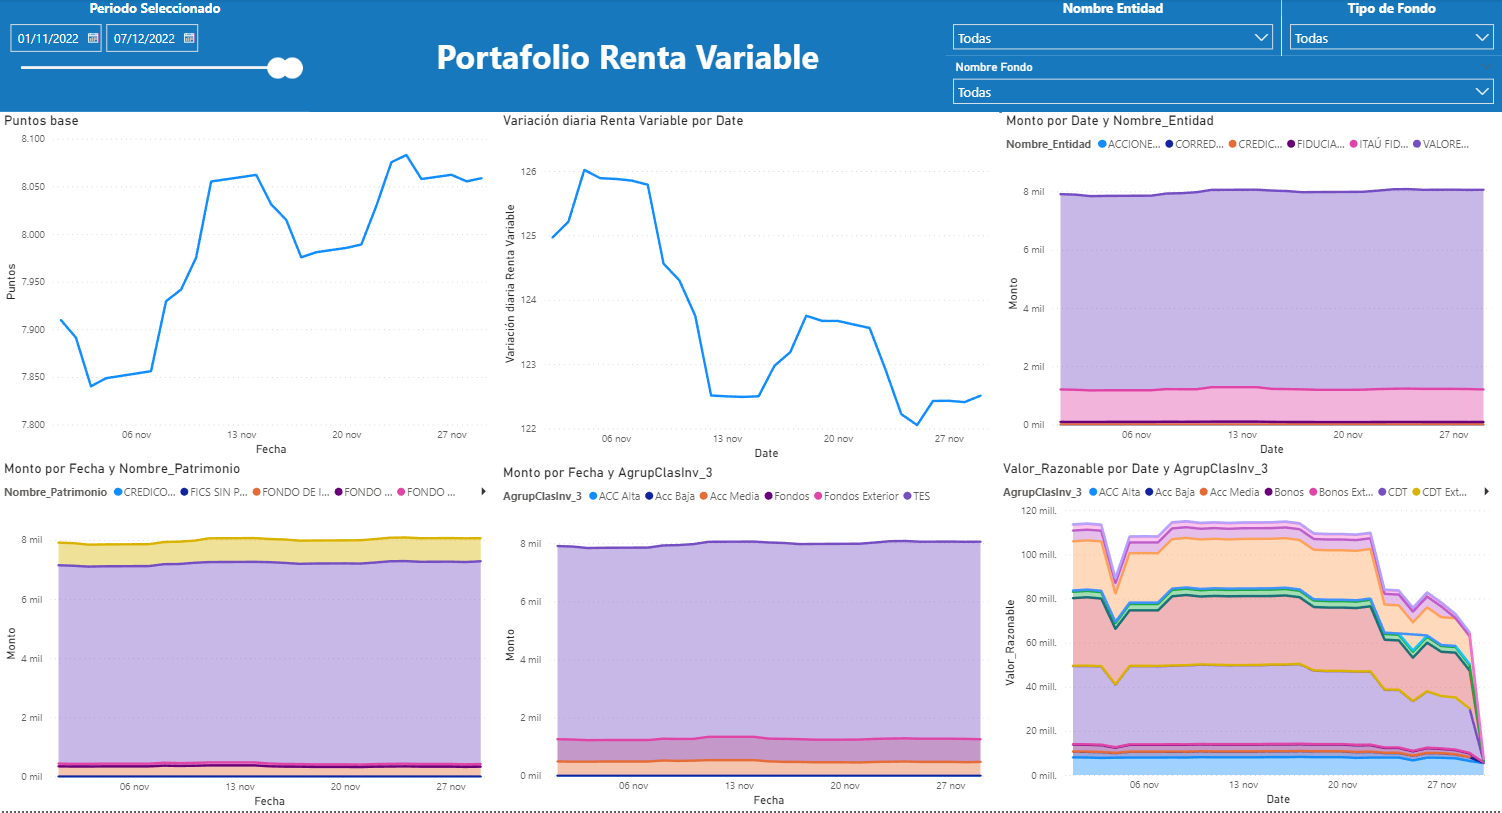 Periodo Seleccionado
01/11/2022
07/12/2022
Portafolio Renta Variable
Nombre Entidad
Todas
Tipo de Fondo
Todas
Nombre Fondo
Todas
Puntos base
8.100
8.050
8.000
7.950
7.900
7.850
7.800
Puntos
06 nov
13 nov
20 nov
27 nov
Fecha
Variación diaria Renta Variable por Date
126
125
124
123
122
Variación diaria Renta Variable
06 nov
13 nov
20 nov
27 nov
Date
Monto por Date y Nombre_Entidad
Nombre_Entidad ACCIONE... CORRED... CREDIC... FIDUCIA... ITAÚ FID... VALORE...
8 mil
6 mil
4 mil
2 mil
0 mil
Monto
06 nov
13 nov
20 nov
27 nov
Date
Monto por Fecha y Nombre_Patrimonio
Nombre_Patrimonio CREDICO... FICS SIN P... FONDO DE I... FONDO ... FONDO ...
8 mil
6 mil
4 mil
2 mil
0 mil
Monto
06 nov
13 nov
20 nov
27 nov
Fecha
Monto por Fecha y AgrupClasInv_3
AgrupClasInv_3 ACC Alta Acc Baja Acc Media Fondos Fondos Exterior TES
8 mil
6 mil
4 mil
2 mil
0 mil
Monto
06 nov
13 nov
20 nov
27 nov
Fecha
Valor_Razonable por Date y AgrupClasInv_3
AgrupClasInv_3 ACC Alta Acc Baja Acc Media Bonos Bonos Ext... CDT CDT Ext...
120 mill.
100 mill.
80 mill.
60 mill.
40 mill.
20 mill.
0 mill.
Valor_Razonable
06 nov
13 nov
20 nov
27 nov
Date